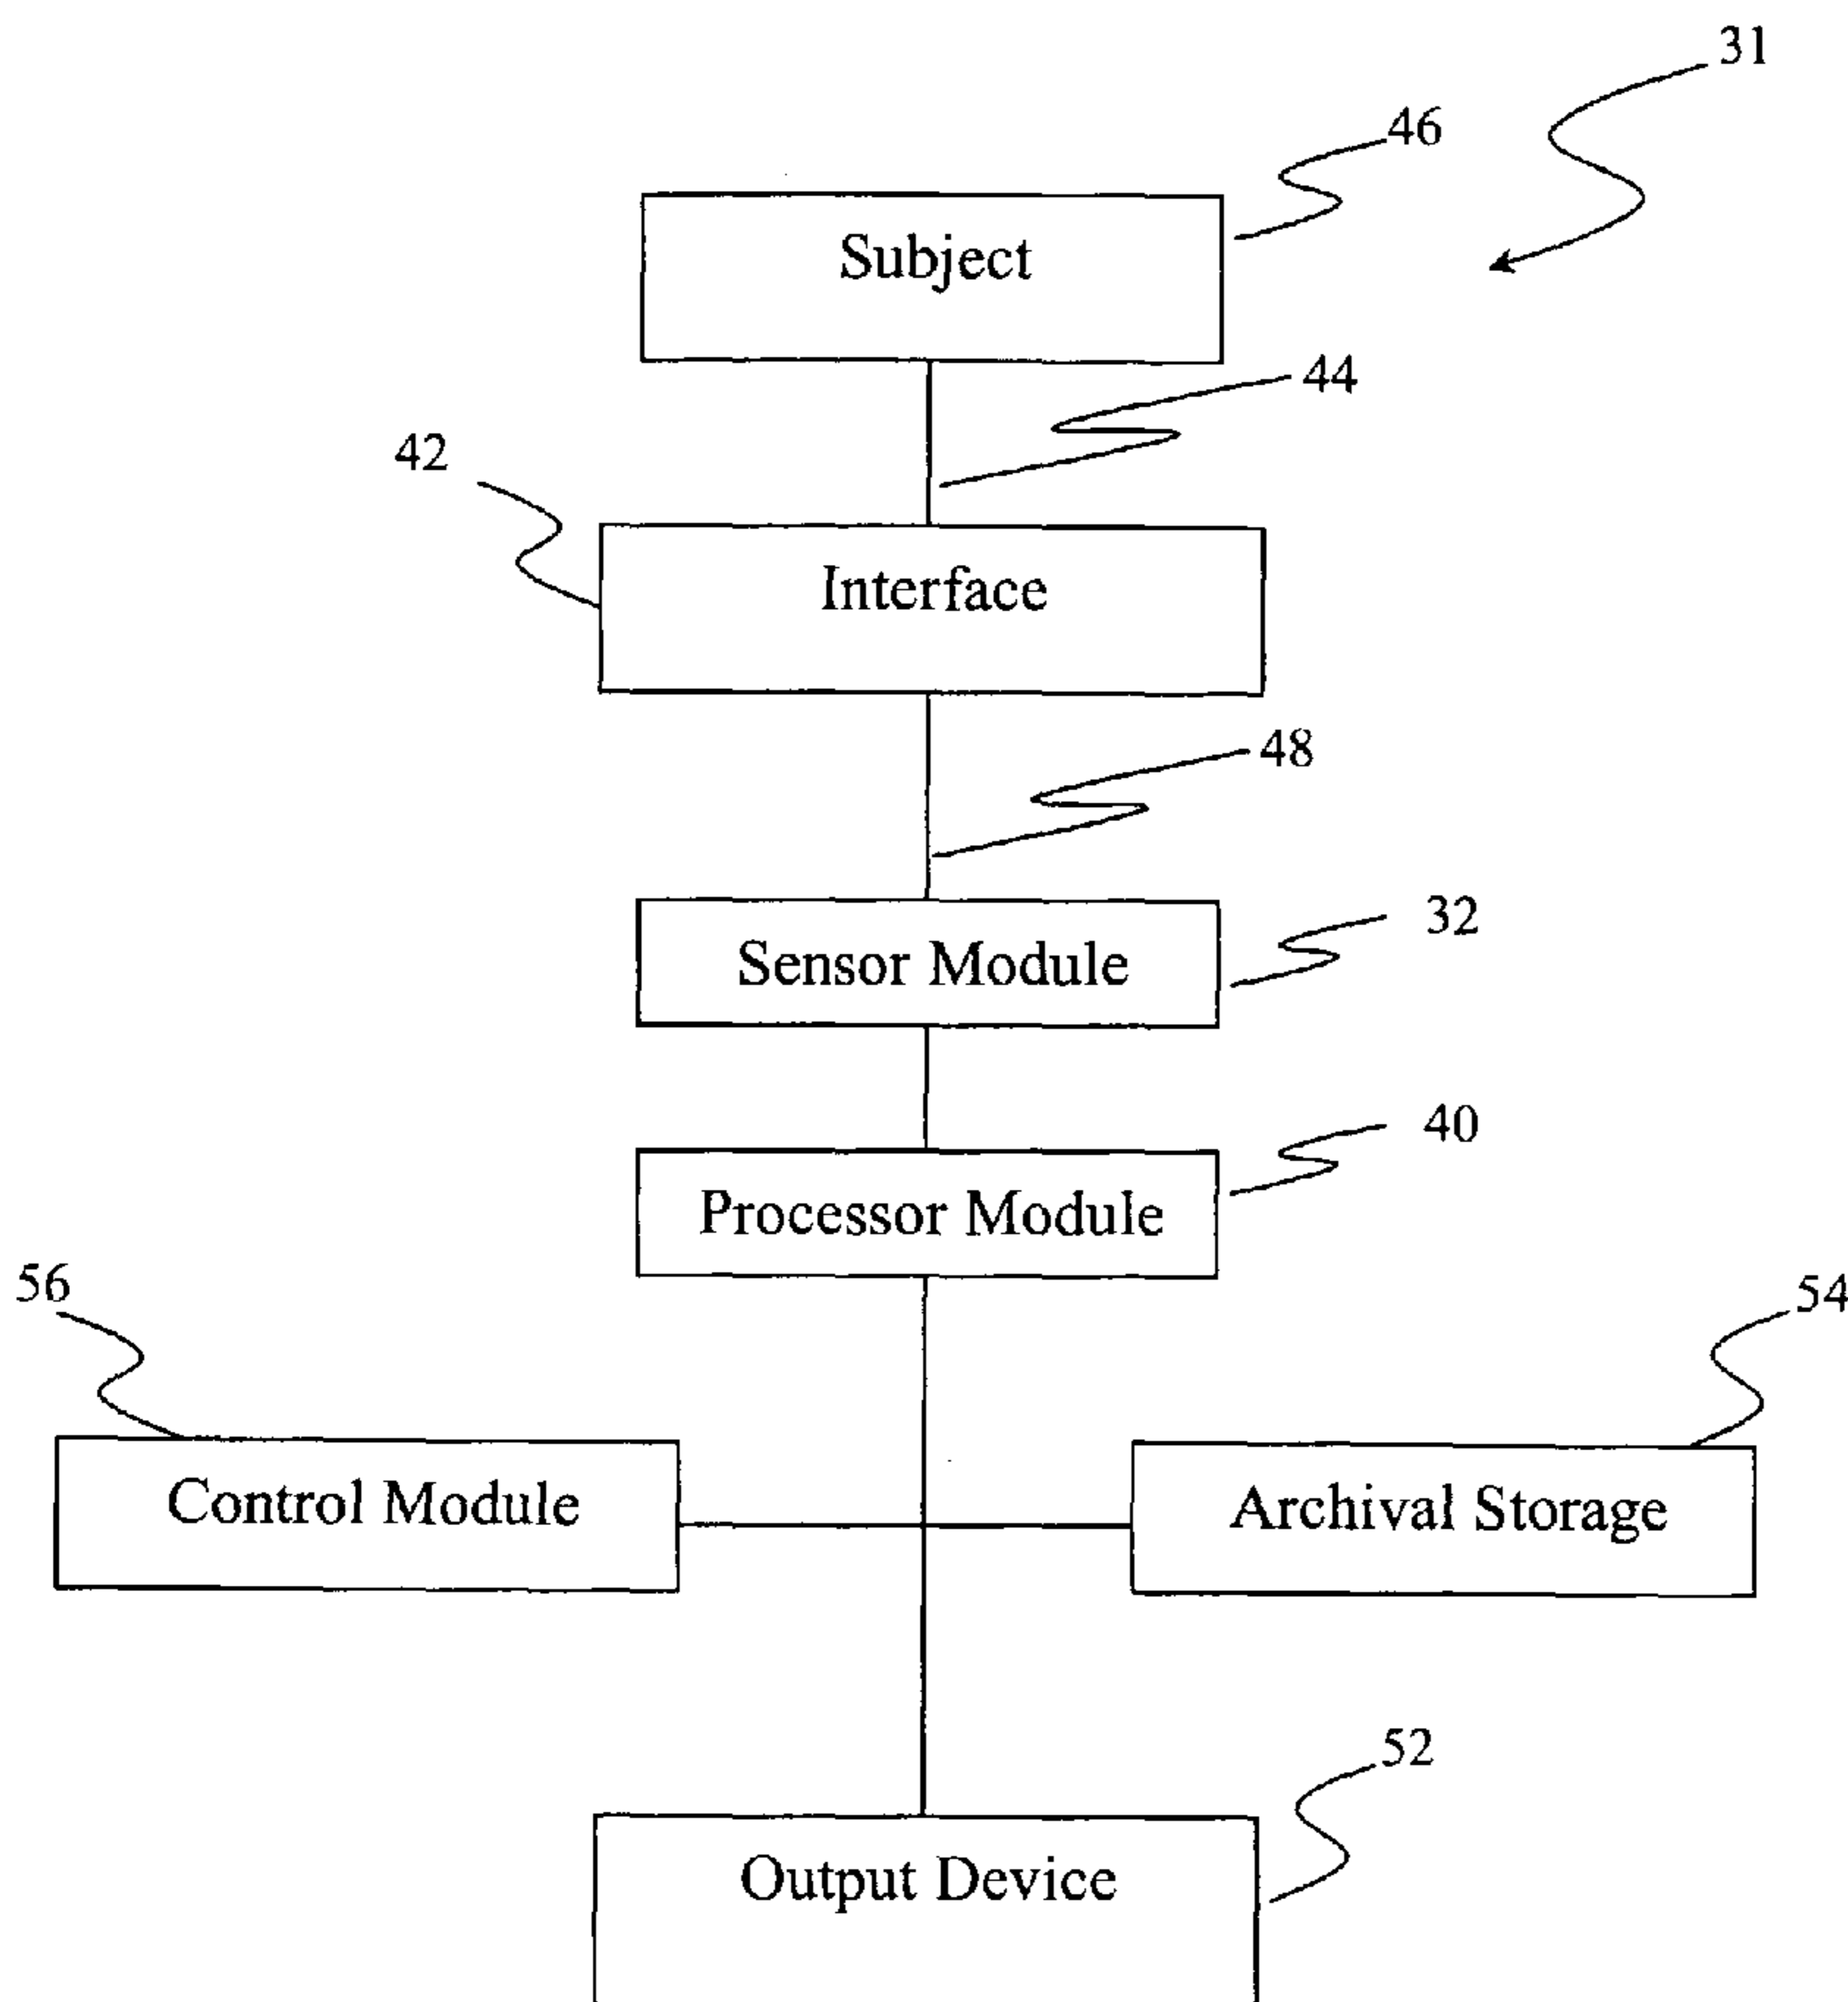 31
46
Subject
44
42
Interface
48
32
Sensor Module
40
Processor Module
56
54
Control Module
Archival Storage
52
Output Device